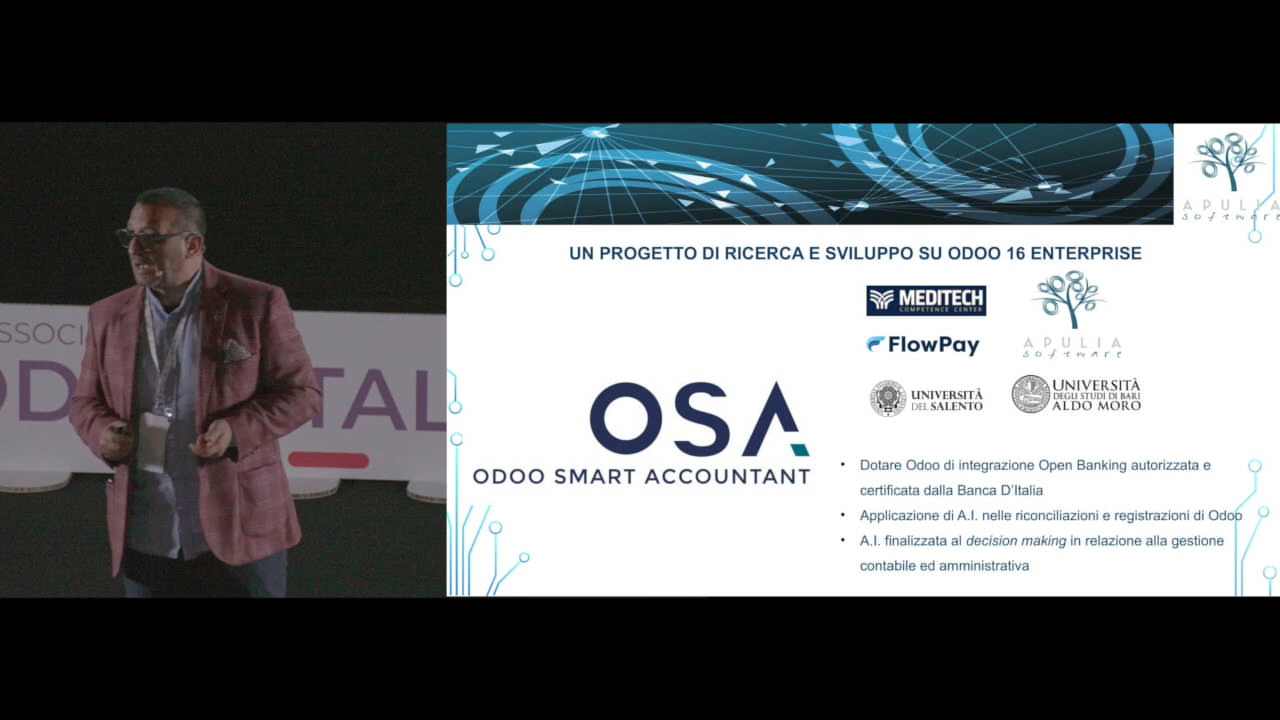 ASSOCI
OD
TAL
APULIA
software
UN PROGETTO DI RICERCA E SVILUPPO SU ODOO 16 ENTERPRISE
MEDITECH
COMPETENCE CENTER
APULIA
software
FlowPay
UNIVERSITÀ
DEL SALENTO
UNIVERSITÀ
DEGLI STUDI DI BARI
ALDO MORO
OSA
ODOO SMART ACCOUNTANT
• Dotare Odoo di integrazione Open Banking autorizzata e
certificata dalla Banca D'Italia
• Applicazione di A.I. nelle riconciliazioni e registrazioni di Odoo
• A.I. finalizzata al decision making in relazione alla gestione
contabile ed amministrativa